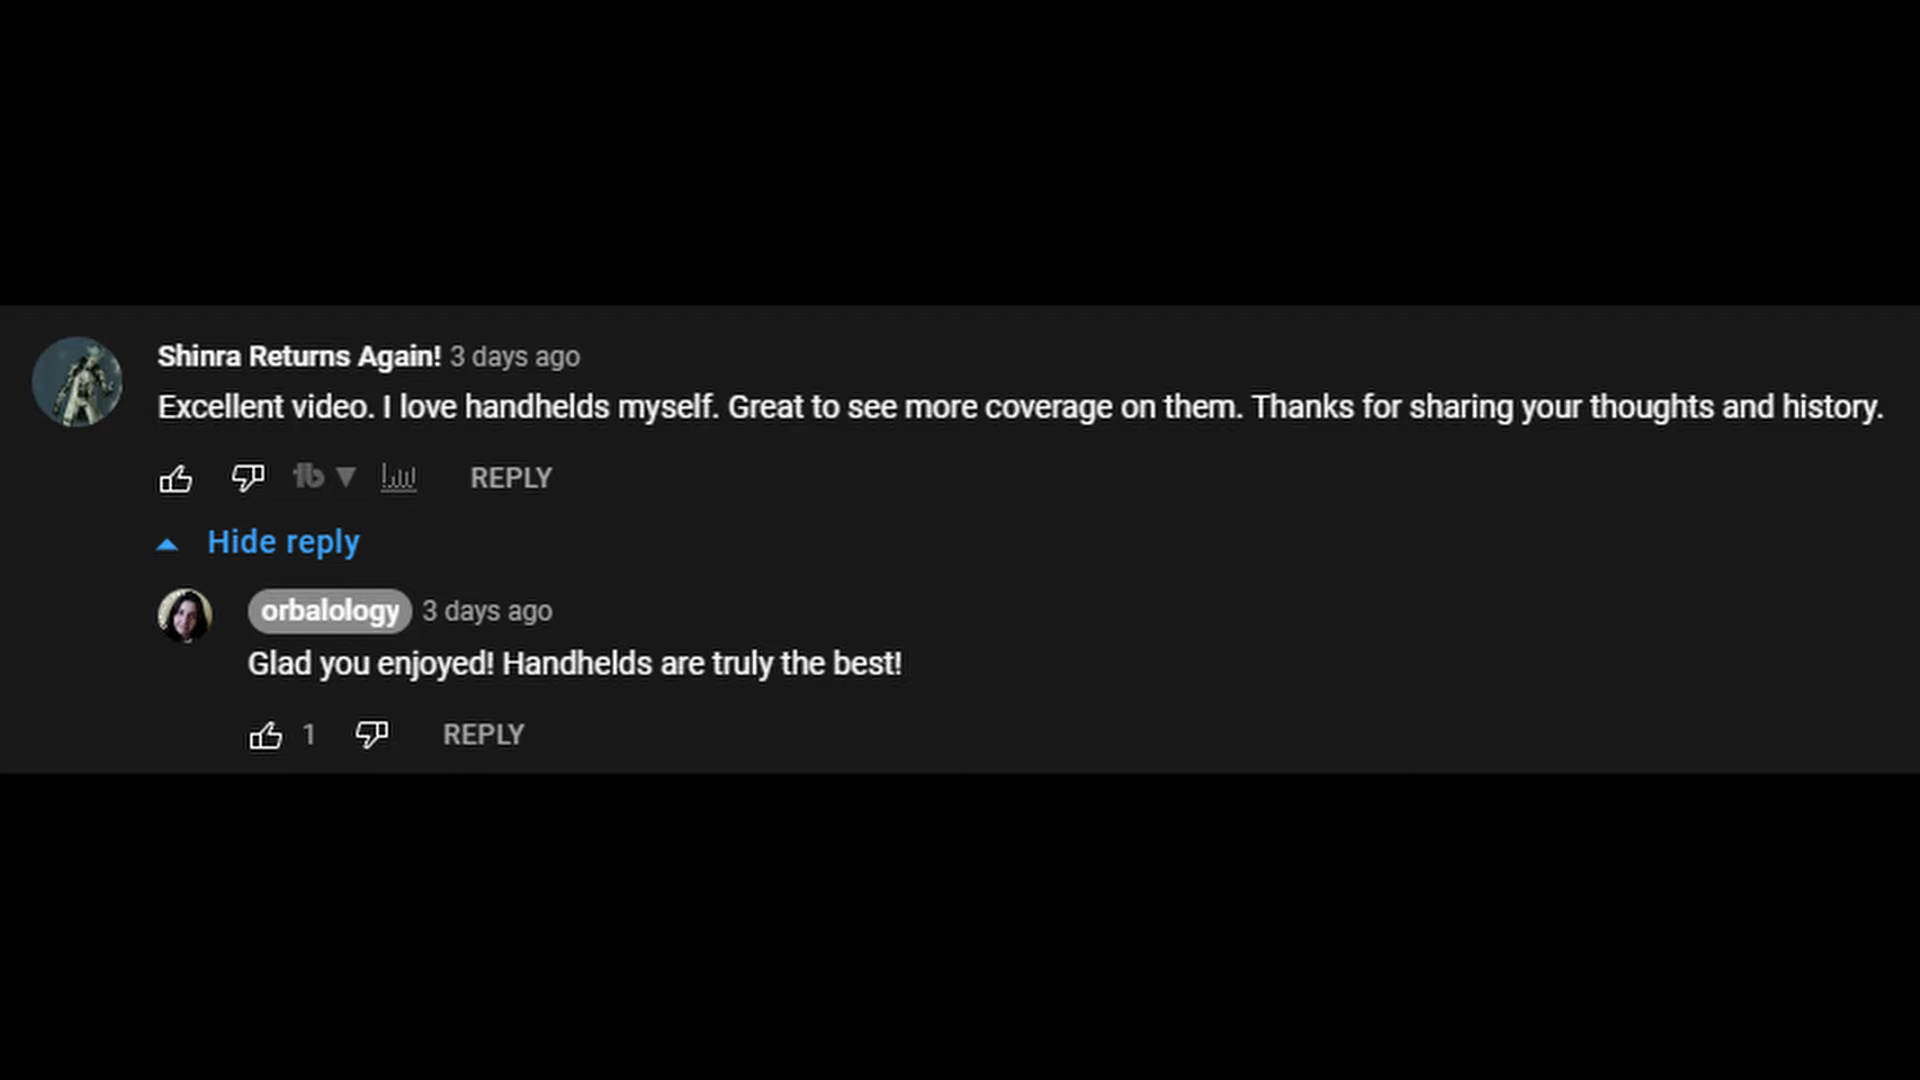 Shinra Returns Again! 3 days ago
Excellent video. I love handhelds myself. Great to see more coverage on them. Thanks for sharing your thoughts and history.
tb REPLY
Hide reply
orbalology 3 days ago
Glad you enjoyed! Handhelds are truly the best!
1 REPLY